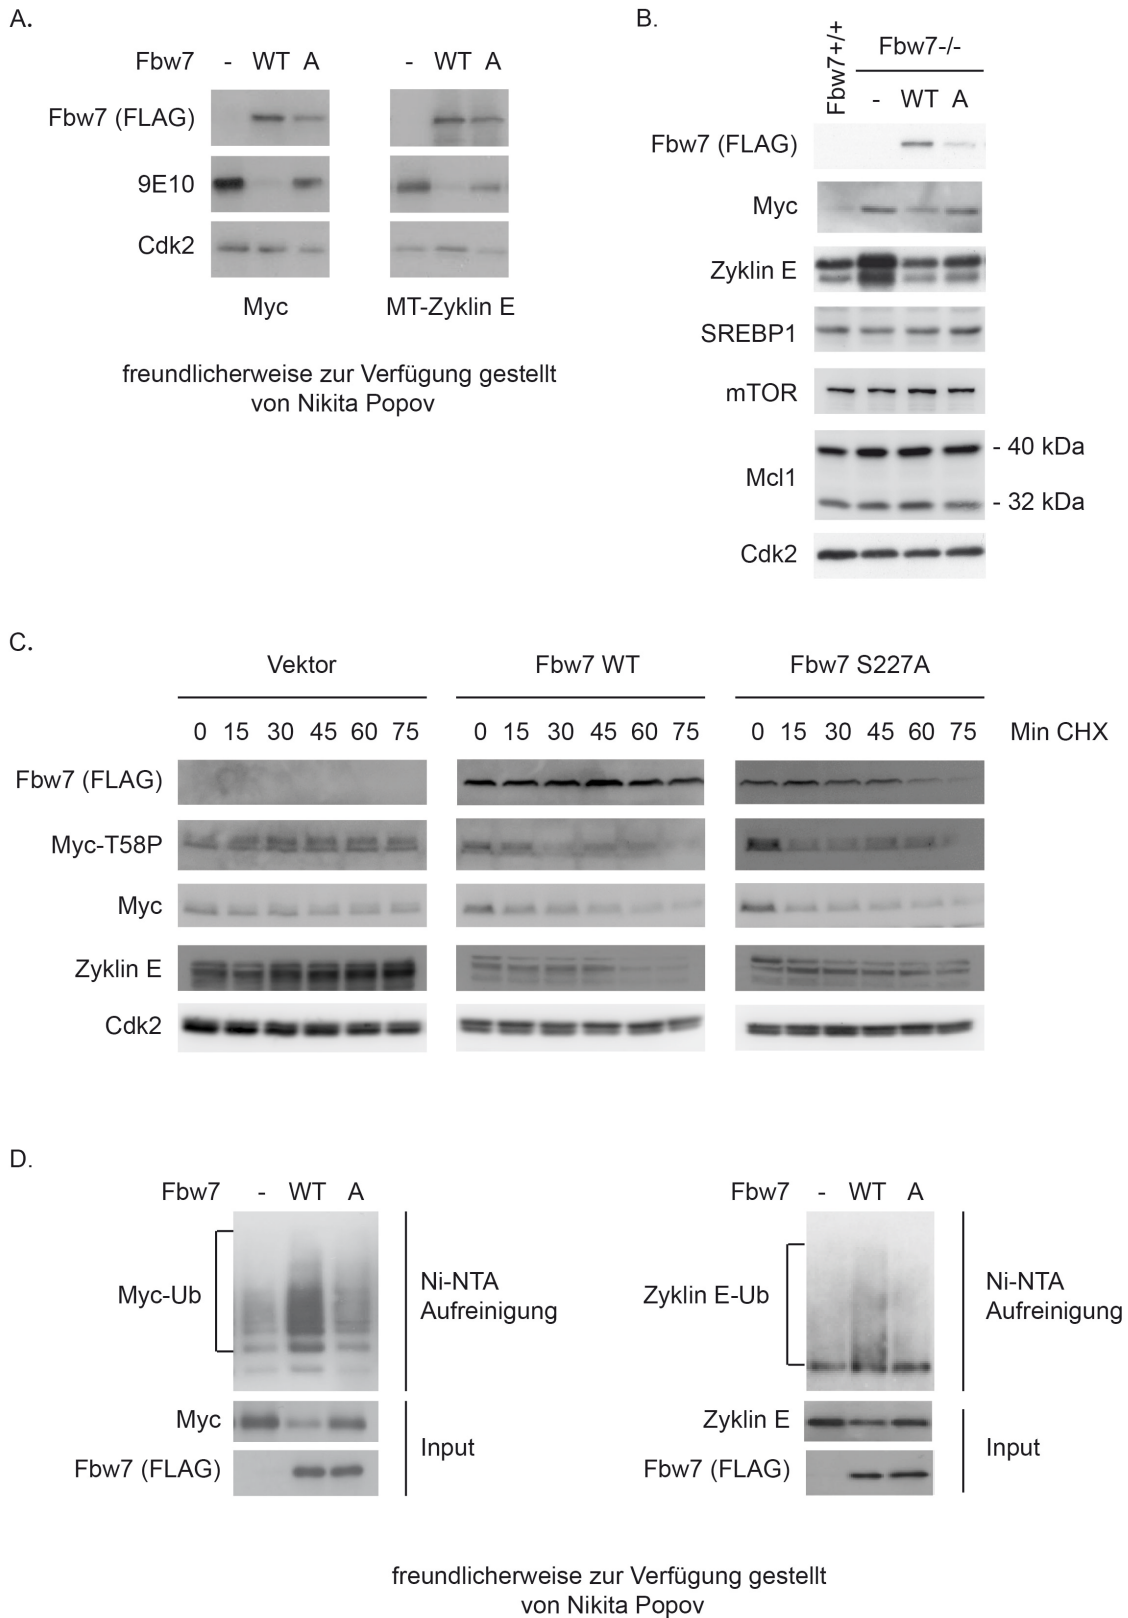 A.
Fbw7 - WT A - WT A
Fbw7 (FLAG)
9E10
Cdk2
Myc MT-Zyklin E
freundlicherweise zur Verfügung gestellt
von Nikita Popov
B.
Fbw7+/+ Fbw7-/-
- WT A
Fbw7 (FLAG)
Myc
Zyklin E
SREBP1
mTOR
Mcl1
- 40 kDa
- 32 kDa
Cdk2
C.
Vektor Fbw7 WT Fbw7 S227A
0 15 30 45 60 75 0 15 30 45 60 75 0 15 30 45 60 75 Min CHX
Fbw7 (FLAG)
Myc-T58P
Myc
Zyklin E
Cdk2
D.
Fbw7 - WT A
Myc-Ub
Ni-NTA
Aufreinigung
Myc
Input
Fbw7 (FLAG)
Fbw7 - WT A
Zyklin E-Ub
Ni-NTA
Aufreinigung
Zyklin E
Input
Fbw7 (FLAG)
freundlicherweise zur Verfügung gestellt
von Nikita Popov